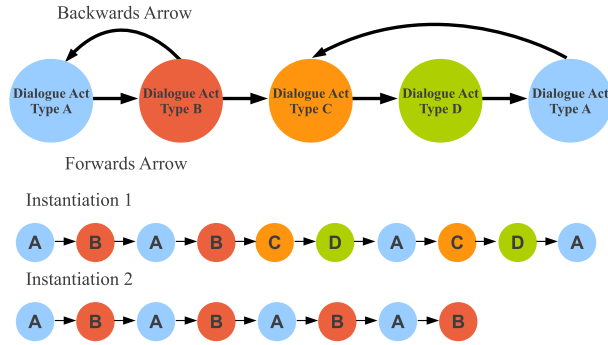 Backwards Arrow
Dialogue Act
Type A
Dialogue Act
Type B
Dialogue Act
Type C
Dialogue Act
Type D
Dialogue Act
Type A
Forwards Arrow
Instantiation 1
A B A B C D A C D A
Instantiation 2
A B A B A B A B